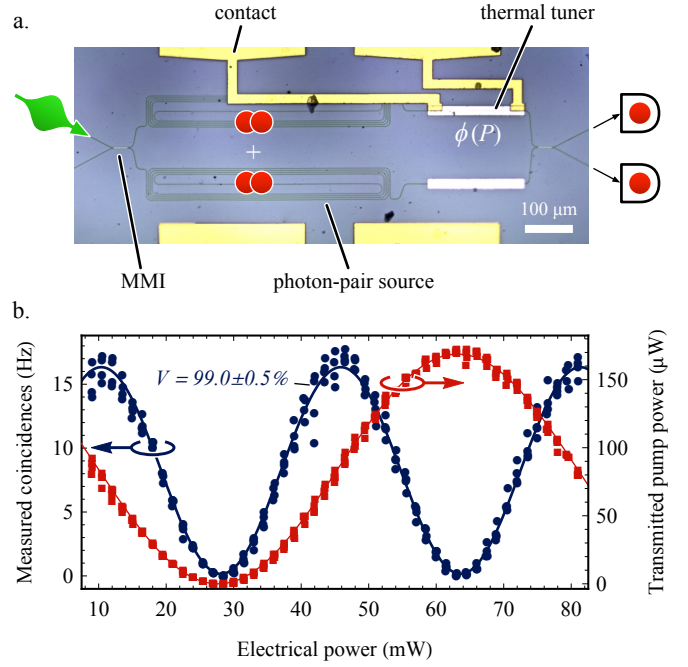 a.
contact
thermal tuner
ϕ(P)
+
100 μm
MMI
photon-pair source
b.
Measured coincidences (Hz)
Transmitted pump power (μW)
V = 99.0±0.5%
15
10
5
0
150
100
50
0
10 20 30 40 50 60 70 80
Electrical power (mW)